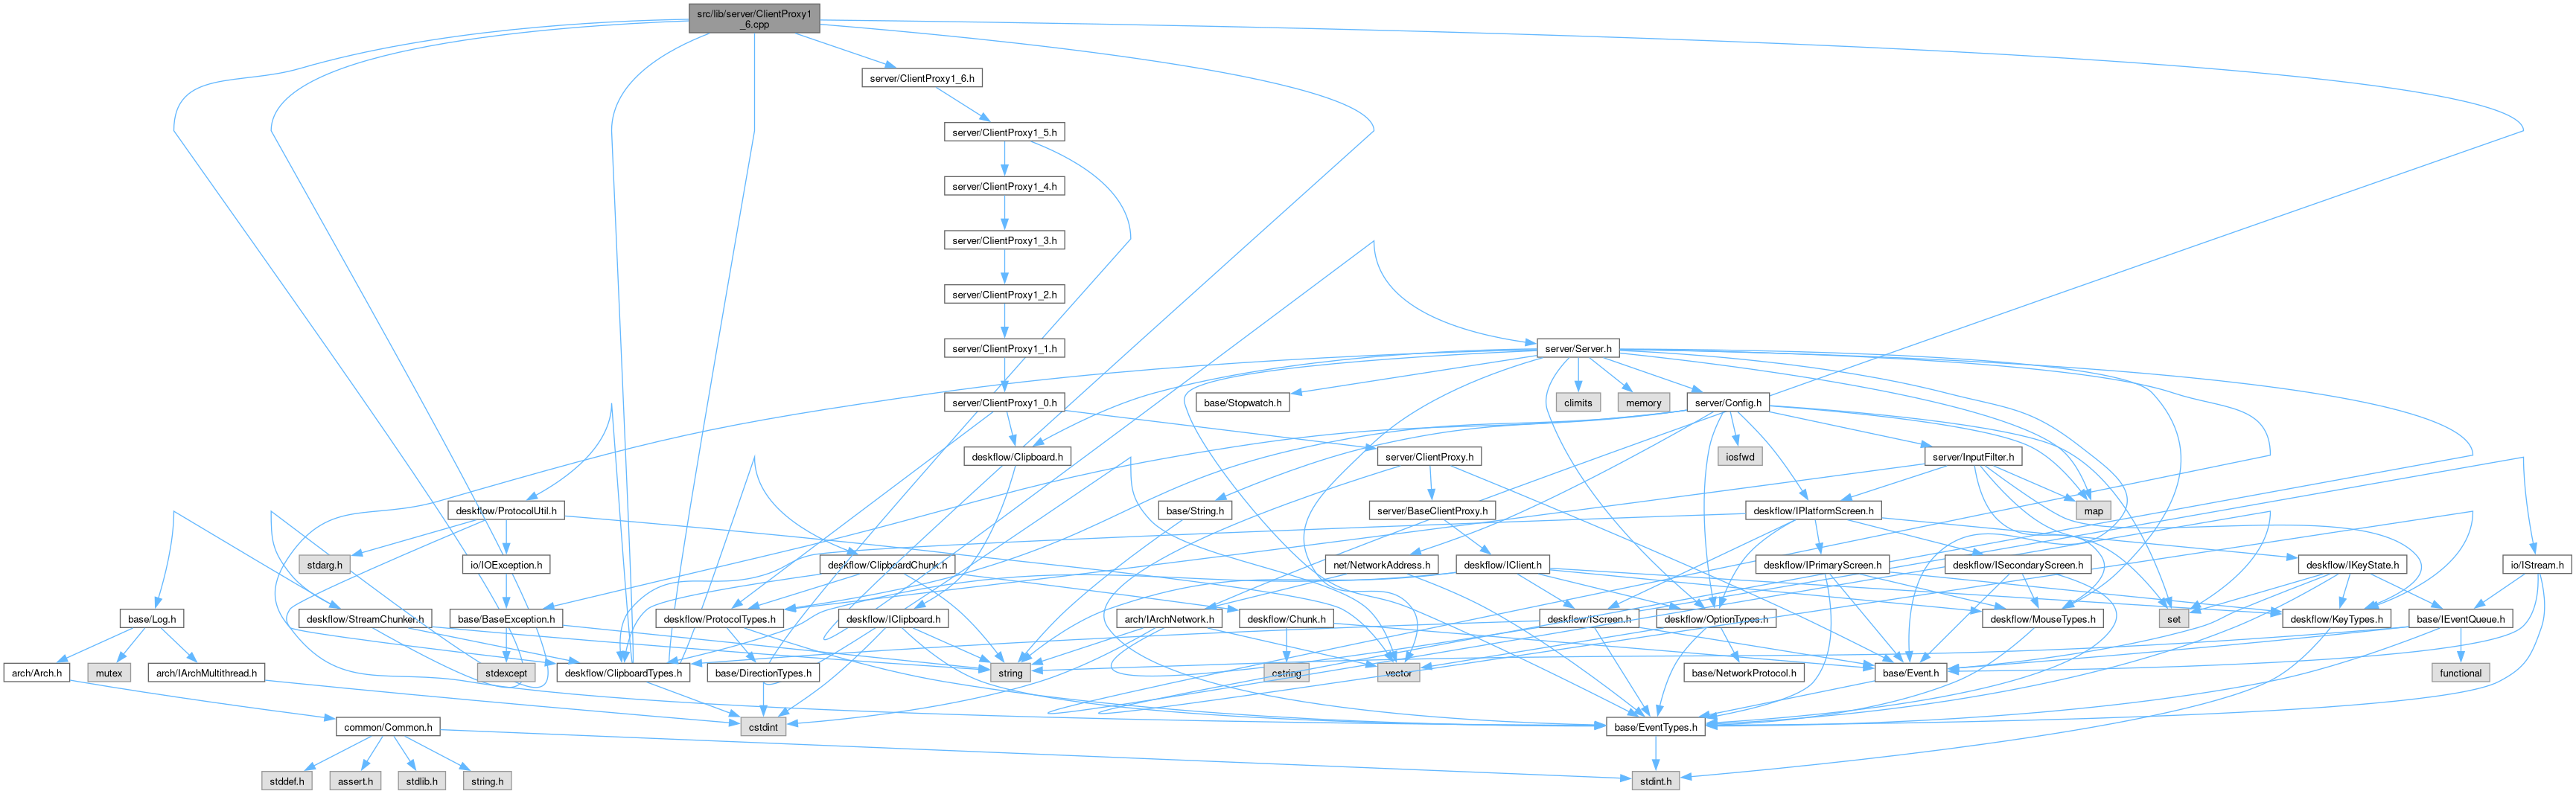 src/lib/server/ClientProxy1
_6.cpp
server/ClientProxy1_6.h
server/ClientProxy1_5.h
server/ClientProxy1_4.h
server/ClientProxy1_3.h
server/ClientProxy1_2.h
server/ClientProxy1_1.h
server/Server.h
server/ClientProxy1_0.h
base/Stopwatch.h
climits
memory
server/Config.h
deskflow/Clipboard.h
server/ClientProxy.h
iosfwd
server/InputFilter.h
deskflow/ProtocolUtil.h
base/String.h
server/BaseClientProxy.h
deskflow/IPlatformScreen.h
map
stdarg.h
io/IOException.h
deskflow/ClipboardChunk.h
net/NetworkAddress.h
deskflow/IClient.h
deskflow/IPrimaryScreen.h
deskflow/ISecondaryScreen.h
deskflow/IKeyState.h
io/IStream.h
base/Log.h
deskflow/StreamChunker.h
base/BaseException.h
deskflow/ProtocolTypes.h
deskflow/IClipboard.h
arch/IArchNetwork.h
deskflow/Chunk.h
deskflow/IScreen.h
deskflow/OptionTypes.h
deskflow/MouseTypes.h
set
deskflow/KeyTypes.h
base/IEventQueue.h
arch/Arch.h
mutex
arch/IArchMultithread.h
stdexcept
deskflow/ClipboardTypes.h
base/DirectionTypes.h
string
cstring
vector
base/NetworkProtocol.h
base/Event.h
functional
common/Common.h
cstdint
base/EventTypes.h
stddef.h
assert.h
stdlib.h
string.h
stdint.h